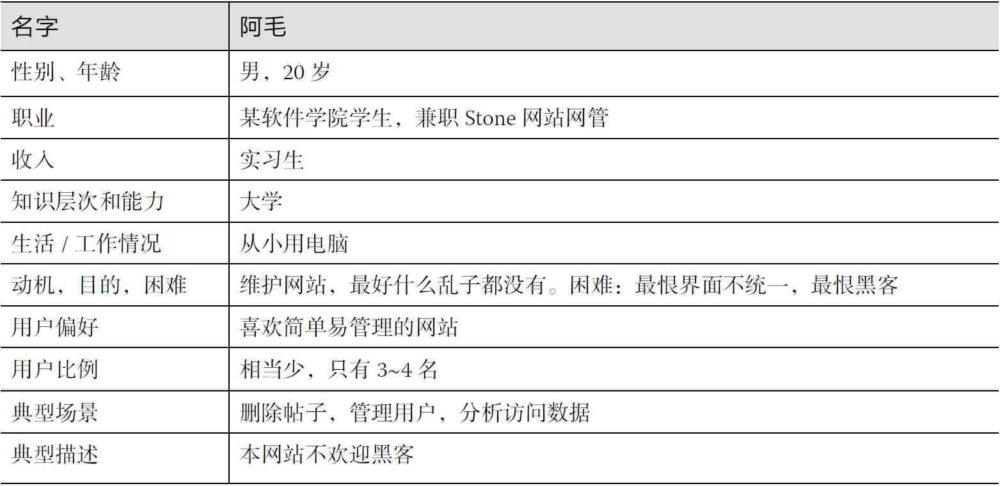 名字 阿毛
性别、年龄 男，20 岁
职业 某软件学院学生，兼职 Stone 网站网管
收入 实习生
知识层次和能力 大学
生活 / 工作情况 从小用电脑
动机，目的，困难 维护网站，最好什么乱子都没有。困难：最恨界面不统一，最恨黑客
用户偏好 喜欢简单易管理的网站
用户比例 相当少，只有 3~4 名
典型场景 删除帖子，管理用户，分析访问数据
典型描述 本网站不欢迎黑客